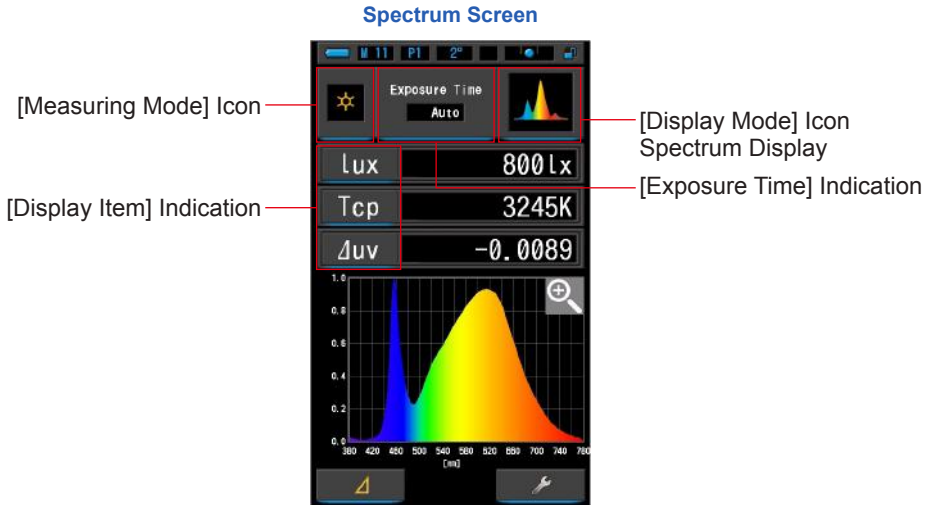 Spectrum Screen
M 11 P1 2°
[Measuring Mode] Icon
Exposure Time
Auto
[Display Mode] Icon
Spectrum Display
[Exposure Time] Indication
[Display Item] Indication
lux 800lx
Tcp 3245K
⊿uv -0.0089
1.0
0.8
0.6
0.4
0.2
0.0
380 420 460 500 540 580 620 660 700 740 780
[nm]